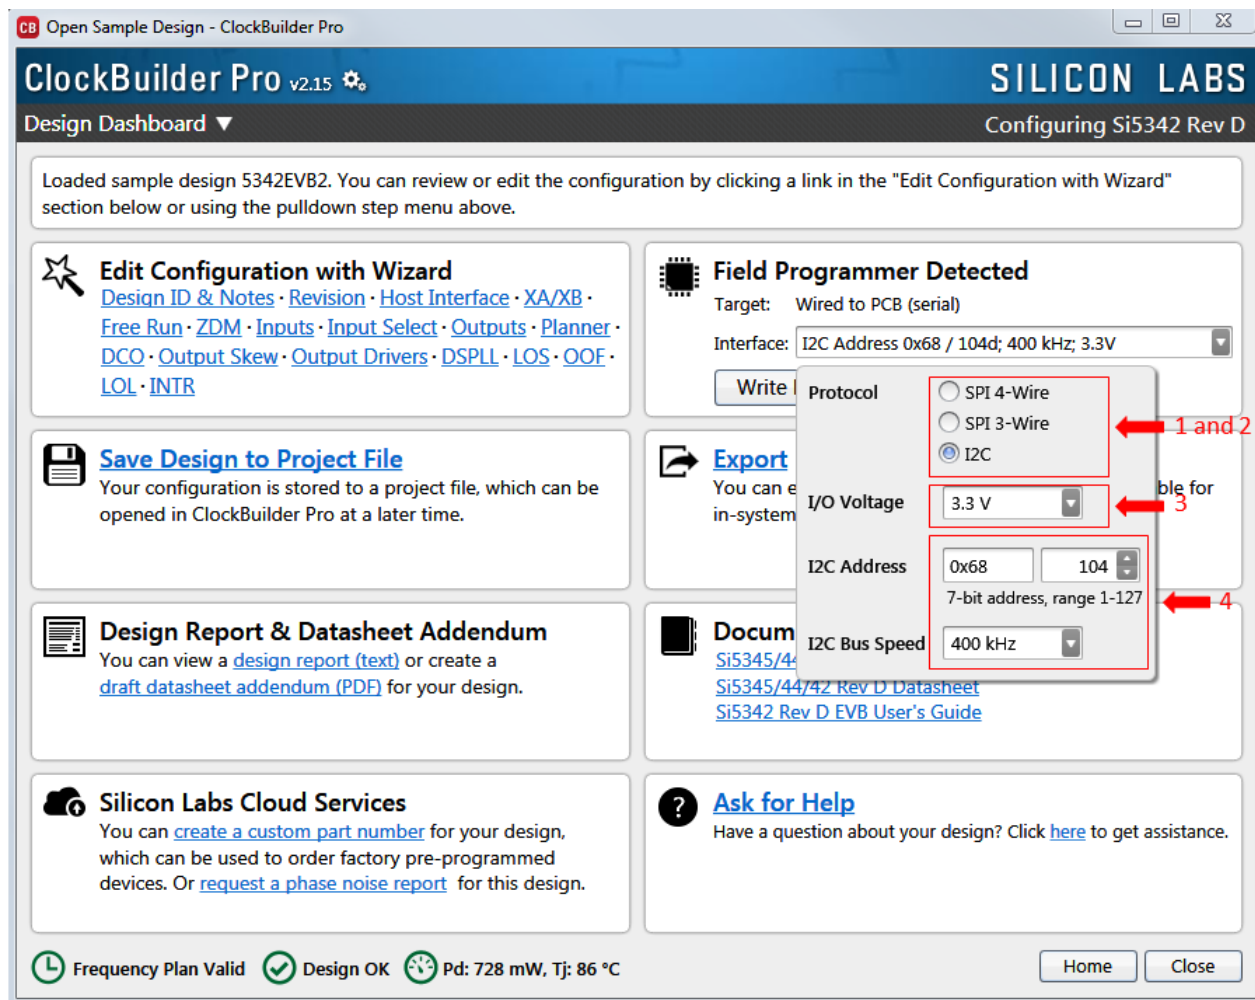 CB Open Sample Design - ClockBuilder Pro
ClockBuilder Pro v2.15
SILICON LABS
Design Dashboard ▼
Configuring Si5342 Rev D
Loaded sample design 5342EVB2. You can review or edit the configuration by clicking a link in the "Edit Configuration with Wizard"
section below or using the pulldown step menu above.
Edit Configuration with Wizard
Design ID & Notes · Revision · Host Interface · XA/XB ·
Free Run · ZDM · Inputs · Input Select · Outputs · Planner ·
DCO · Output Skew · Output Drivers · DSPLL · LOS · OOF ·
LOL · INTR
Field Programmer Detected
Target: Wired to PCB (serial)
Interface: I2C Address 0x68 / 104d; 400 kHz; 3.3V
Write
Protocol
SPI 4-Wire
SPI 3-Wire
I2C
1 and 2
I/O Voltage
3.3 V
3
I2C Address
0x68
104
7-bit address, range 1-127
4
I2C Bus Speed
400 kHz
Save Design to Project File
Your configuration is stored to a project file, which can be
opened in ClockBuilder Pro at a later time.
Export
You can e
ble for
in-system
Design Report & Datasheet Addendum
You can view a design report (text) or create a
draft datasheet addendum (PDF) for your design.
Docum
Si5345/44
Si5345/44/42 Rev D Datasheet
Si5342 Rev D EVB User's Guide
Silicon Labs Cloud Services
You can create a custom part number for your design,
which can be used to order factory pre-programmed
devices. Or request a phase noise report for this design.
? Ask for Help
Have a question about your design? Click here to get assistance.
Frequency Plan Valid
Design OK
Pd: 728 mW, Tj: 86 °C
Home
Close